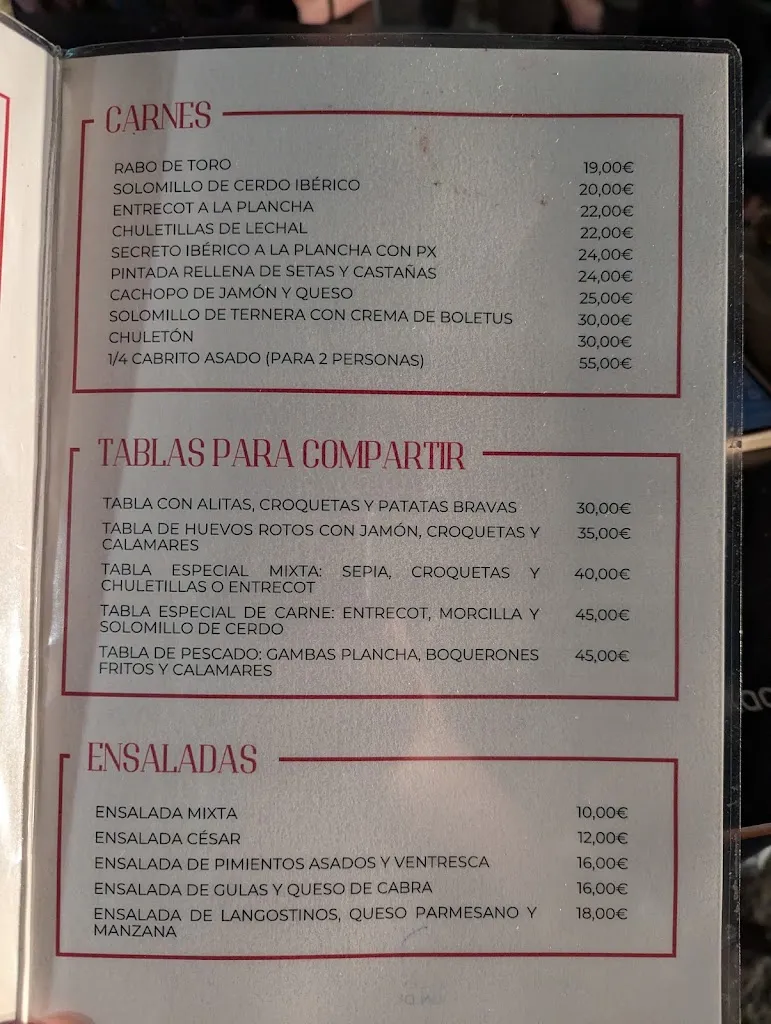 CARNES
RABO DE TORO 19,00€
SOLOMILLO DE CERDO IBÉRICO 20,00€
ENTRECOT A LA PLANCHA 22,00€
CHULETILLAS DE LECHAL 22,00€
SECRETO IBÉRICO A LA PLANCHA CON PX 24,00€
PINTADA RELLENA DE SETAS Y CASTAÑAS 24,00€
CACHOPO DE JAMÓN Y QUESO 25,00€
SOLOMILLO DE TERNERA CON CREMA DE BOLETUS 30,00€
CHULETÓN 30,00€
1/4 CABRITO ASADO (PARA 2 PERSONAS) 55,00€
TABLAS PARA COMPARTIR
TABLA CON ALITAS, CROQUETAS Y PATATAS BRAVAS 30,00€
TABLA DE HUEVOS ROTOS CON JAMÓN, CROQUETAS Y 35,00€
CALAMARES
TABLA ESPECIAL MIXTA: SEPIA, CROQUETAS Y 40,00€
CHULETILLAS O ENTRECOT
TABLA ESPECIAL DE CARNE: ENTRECOT, MORCILLA Y 45,00€
SOLOMILLO DE CERDO
TABLA DE PESCADO: GAMBAS PLANCHA, BOQUERONES 45,00€
FRITOS Y CALAMARES
ENSALADAS
ENSALADA MIXTA 10,00€
ENSALADA CÉSAR 12,00€
ENSALADA DE PIMIENTOS ASADOS Y VENTRESCA 16,00€
ENSALADA DE GULAS Y QUESO DE CABRA 16,00€
ENSALADA DE LANGOSTINOS, QUESO PARMESANO Y 18,00€
MANZANA